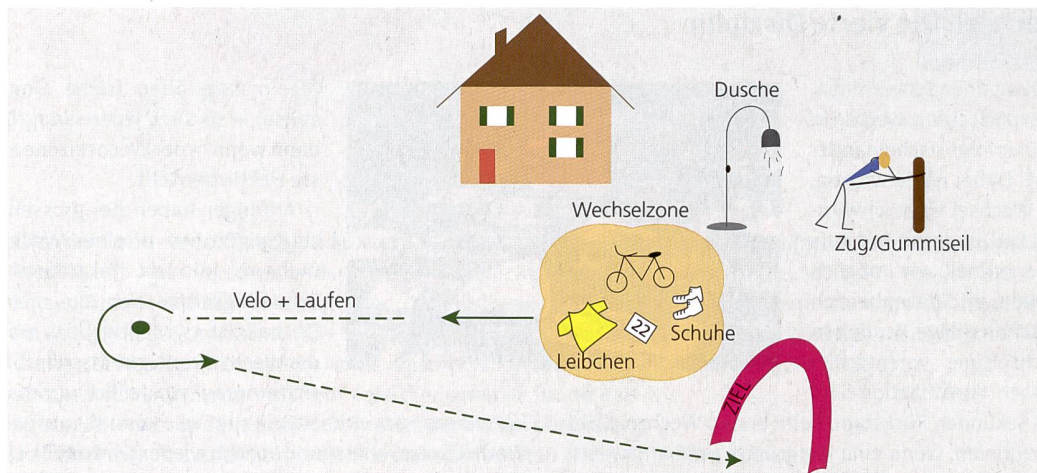 Dusche
Wechselzone
Zug/Gummiseil
Velo + Laufen
22
Schuhe
Leibchen
ZIEL